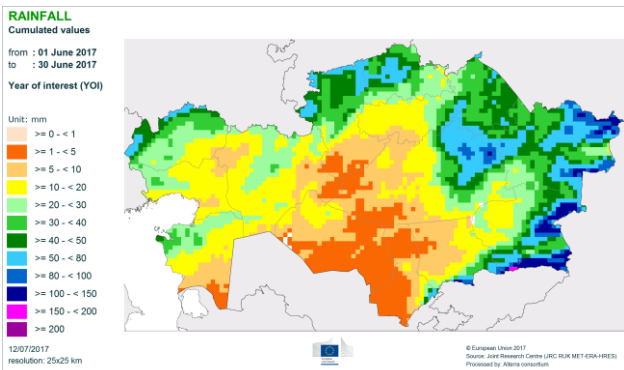 RAINFALL
Cumulated values
from : 01 June 2017
to : 30 June 2017
Year of interest (YOI)
Unit: mm
>= 0 - < 1
>= 1 - < 5
>= 5 - < 10
>= 10 - < 20
>= 20 - < 30
>= 30 - < 40
>= 40 - < 50
>= 50 - < 80
>= 80 - < 100
>= 100 - < 150
>= 150 - < 200
>= 200
12/07/2017
resolution: 25x25 km
© European Union 2017
Source: Joint Research Centre (JRC RUK MET-ERA-HRES)
Processed by: Alterra consortium